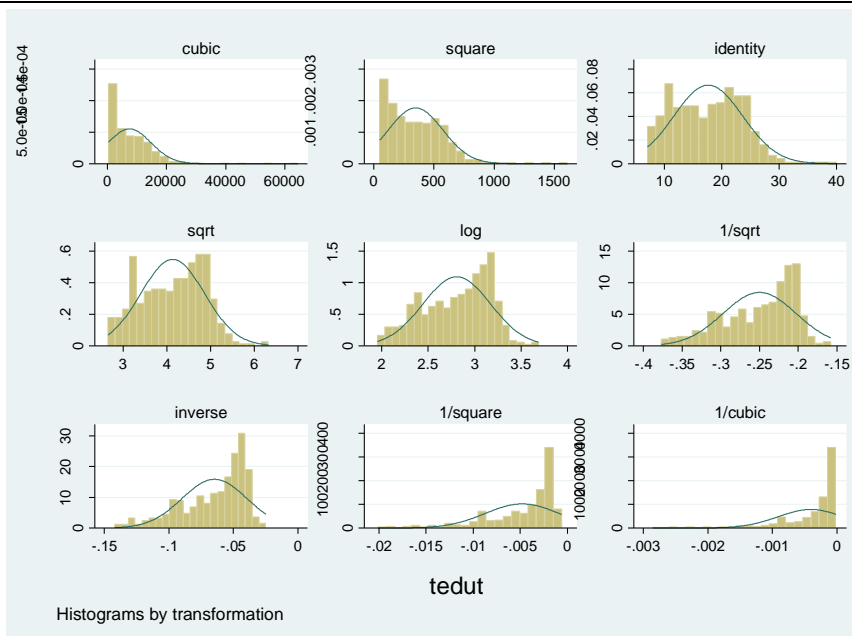 cubic
0
0 20000 40000 60000
square
0 .001 .002 .003
0 500 1000 1500
identity
0 .02 .04 .06 .08
10 20 30 40
sqrt
0 .2 .4 .6
3 4 5 6 7
log
0 .5 1 1.5
2 2.5 3 3.5 4
1/sqrt
0 5 10 15
-.4 -.35 -.3 -.25 -.2 -.15
inverse
0 10 20 30
-.15 -.1 -.05 0
1/square
0 100200300400
-.02 -.015 -.01 -.005 0
1/cubic
0
-.003 -.002 -.001 0
tedut
Histograms by transformation